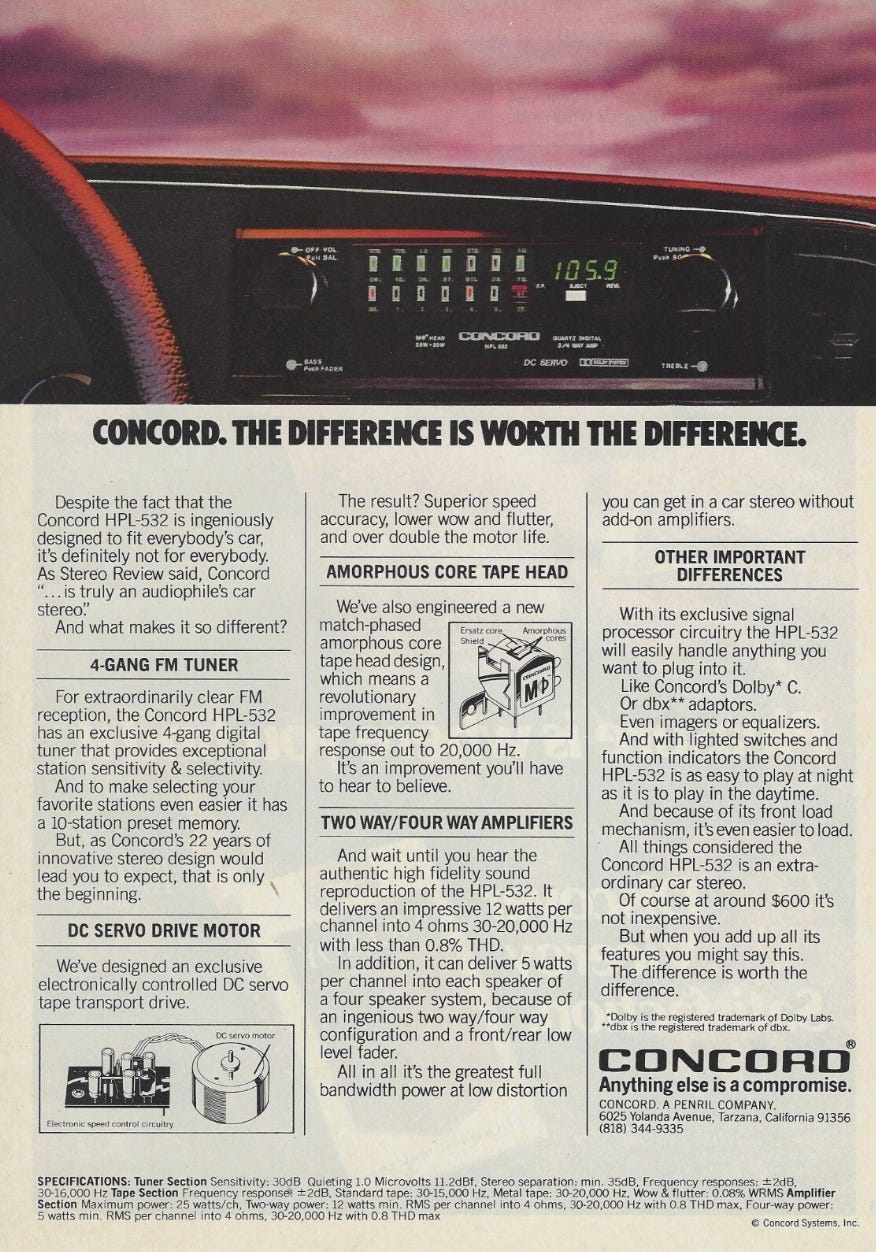 OFF·VOL
Pull BAL.
105.9
EJECT
TUNING
BASS
Push FADER
CONCORD
HPL 532
QUARTZ DIGITAL
2/4 WAY AMP
DC SERVO
DOLBY SYSTEM
TREBLE
CONCORD. THE DIFFERENCE IS WORTH THE DIFFERENCE.
Despite the fact that the
Concord HPL-532 is ingeniously
designed to fit everybody's car,
it's definitely not for everybody.
As Stereo Review said, Concord
“...is truly an audiophile's car
stereo.”
And what makes it so different?
4-GANG FM TUNER
For extraordinarily clear FM
reception, the Concord HPL-532
has an exclusive 4-gang digital
tuner that provides exceptional
station sensitivity & selectivity.
And to make selecting your
favorite stations even easier it has
a 10-station preset memory.
But, as Concord's 22 years of
innovative stereo design would
lead you to expect, that is only
the beginning.
DC SERVO DRIVE MOTOR
We've designed an exclusive
electronically controlled DC servo
tape transport drive.
DC servo motor
Electronic speed control circuitry
The result? Superior speed
accuracy, lower wow and flutter,
and over double the motor life.
AMORPHOUS CORE TAPE HEAD
We've also engineered a new
match-phased
amorphous core
tape head design,
which means a
revolutionary
improvement in
tape frequency
response out to 20,000 Hz.
Ersatz core
Shield
Amorphous
cores
CONCORD
It's an improvement you'll have
to hear to believe.
TWO WAY/FOUR WAY AMPLIFIERS
And wait until you hear the
authentic high fidelity sound
reproduction of the HPL-532. It
delivers an impressive 12 watts per
channel into 4 ohms 30-20,000 Hz
with less than 0.8% THD.
In addition, it can deliver 5 watts
per channel into each speaker of
a four speaker system, because of
an ingenious two way/four way
configuration and a front/rear low
level fader.
All in all it's the greatest full
bandwidth power at low distortion
you can get in a car stereo without
add-on amplifiers.
OTHER IMPORTANT
DIFFERENCES
With its exclusive signal
processor circuitry the HPL-532
will easily handle anything you
want to plug into it.
Like Concord's Dolby* C.
Or dbx** adaptors.
Even imagers or equalizers.
And with lighted switches and
function indicators the Concord
HPL-532 is as easy to play at night
as it is to play in the daytime.
And because of its front load
mechanism, it's even easier to load.
All things considered the
Concord HPL-532 is an extra-
ordinary car stereo.
Of course at around $600 it's
not inexpensive.
But when you add up all its
features you might say this.
The difference is worth the
difference.
*Dolby is the registered trademark of Dolby Labs.
**dbx is the registered trademark of dbx.
CONCORD®
Anything else is a compromise.
CONCORD. A PENRIL COMPANY.
6025 Yolanda Avenue, Tarzana, California 91356
(818) 344-9335
SPECIFICATIONS: Tuner Section Sensitivity: 30dB Quieting 1.0 Microvolts 11.2dBf, Stereo separation: min. 35dB, Frequency responses: ±2dB,
30-16,000 Hz Tape Section Frequency response ±2dB, Standard tape: 30-15,000 Hz, Metal tape: 30-20,000 Hz, Wow & flutter: 0.08% WRMS Amplifier
Section Maximum power: 25 watts/ch, Two-way power: 12 watts min. RMS per channel into 4 ohms, 30-20,000 Hz with 0.8 THD max, Four-way power:
5 watts min. RMS per channel into 4 ohms, 30-20,000 Hz with 0.8 THD max
© Concord Systems, Inc.